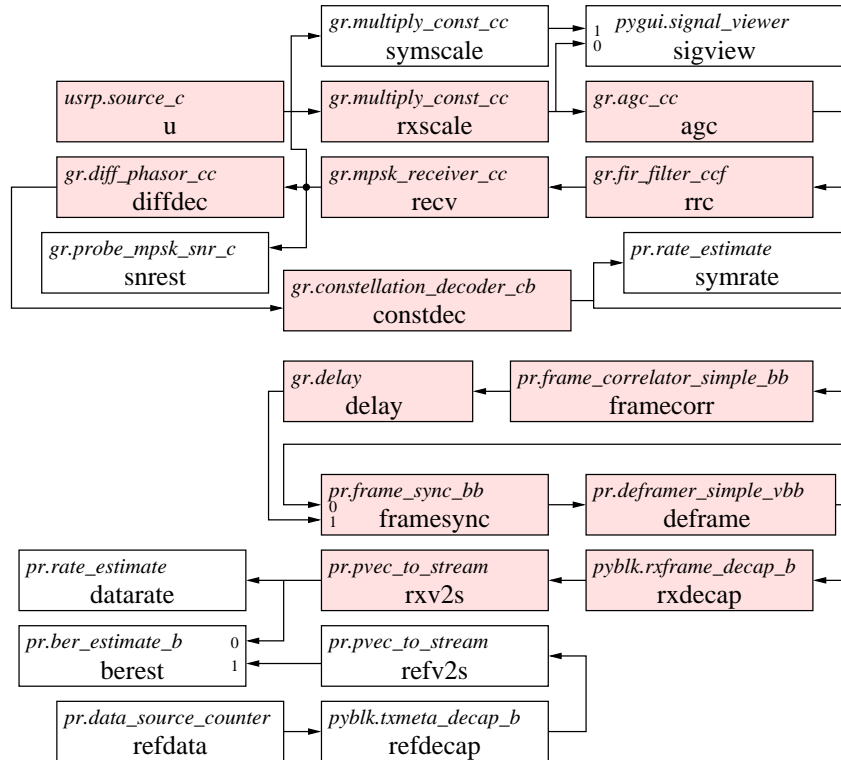 gr.multiply_const_cc
symscale
1 pygui.signal_viewer
0
sigview
usrp.source_c
u
gr.multiply_const_cc
rxscale
gr.agc_cc
agc
gr.diff_phasor_cc
diffdec
gr.mpsk_receiver_cc
recv
gr.fir_filter_ccf
rrc
gr.probe_mpsk_snr_c
snrest
pr.rate_estimate
symrate
gr.constellation_decoder_cb
constdec
gr.delay
delay
pr.frame_correlator_simple_bb
framecorr
pr.frame_sync_bb
0
1
framesync
pr.deframer_simple_vbb
deframe
pr.rate_estimate
datarate
pr.pvec_to_stream
rxv2s
pyblk.rxframe_decap_b
rxdecap
pr.ber_estimate_b 0
berest 1
pr.pvec_to_stream
refv2s
pr.data_source_counter
refdata
pyblk.txmeta_decap_b
refdecap